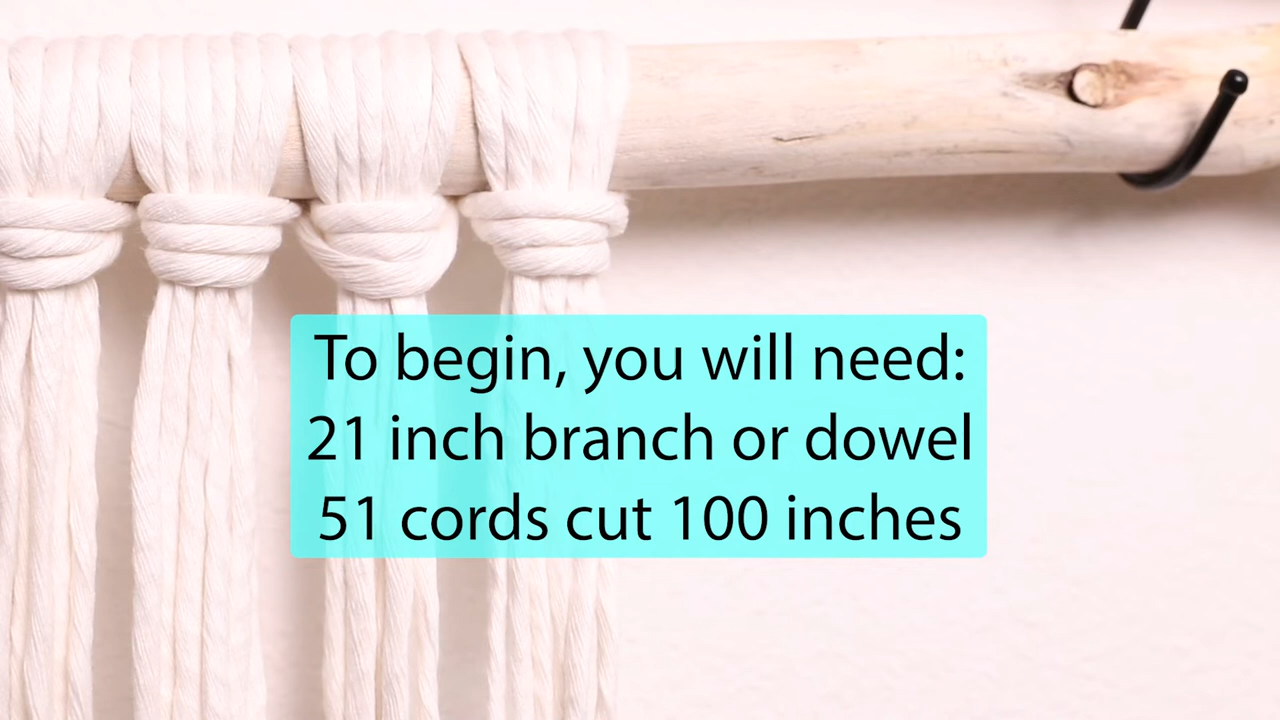 To begin, you will need:
21 inch branch or dowel
51 cords cut 100 inches